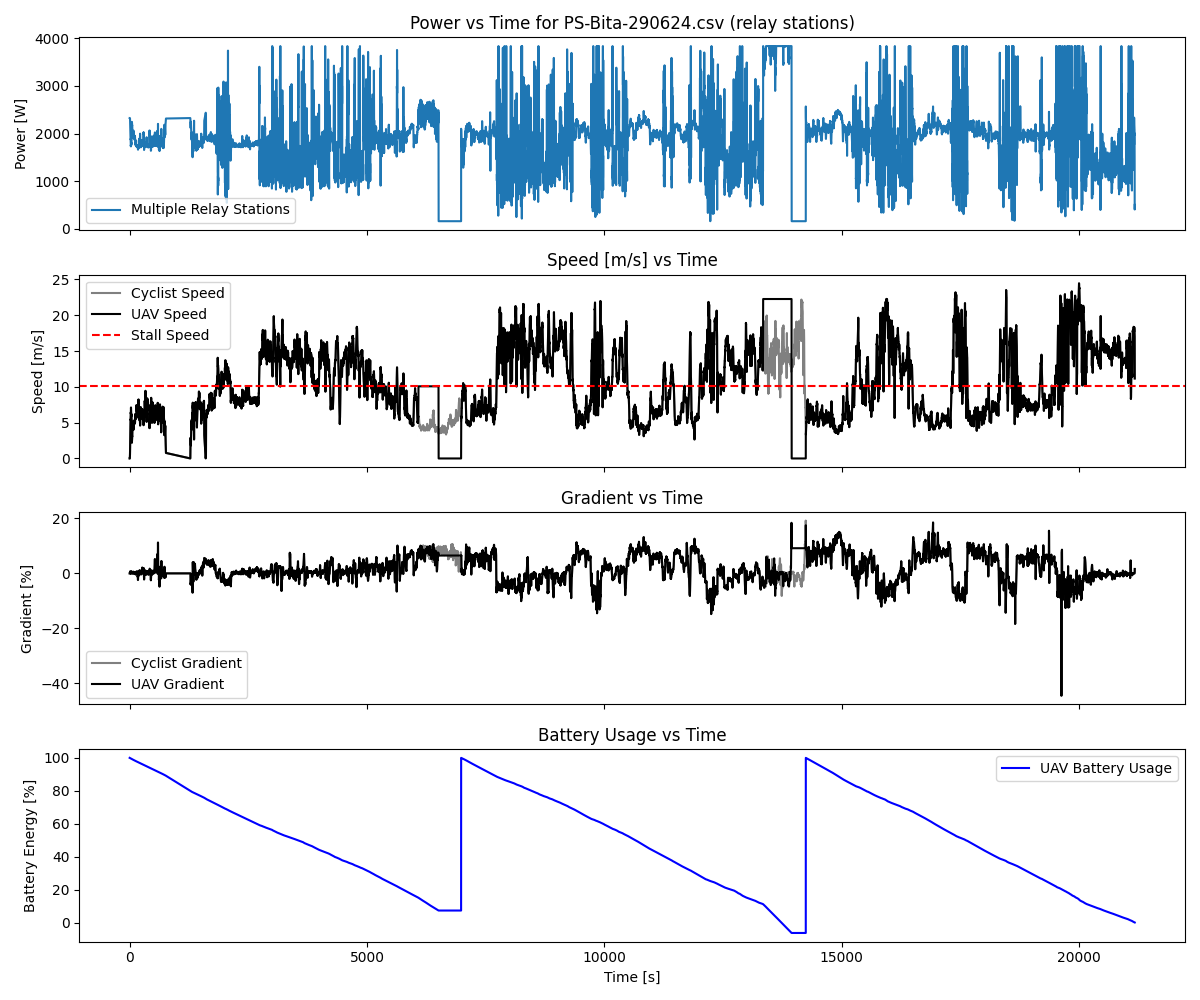 Power vs Time for PS-Bita-290624.csv (relay stations)
4000
3000
2000
1000
0
Power [W]
Multiple Relay Stations
Speed [m/s] vs Time
25
20
15
10
5
0
Speed [m/s]
Cyclist Speed
UAV Speed
Stall Speed
Gradient vs Time
20
0
−20
−40
Gradient [%]
Cyclist Gradient
UAV Gradient
Battery Usage vs Time
100
80
60
40
20
0
Battery Energy [%]
UAV Battery Usage
0 5000 10000 15000 20000
Time [s]